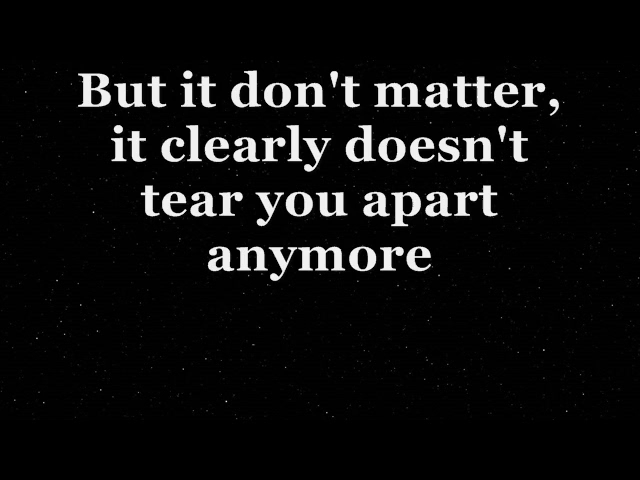 But it don't matter,
it clearly doesn't
tear you apart
anymore